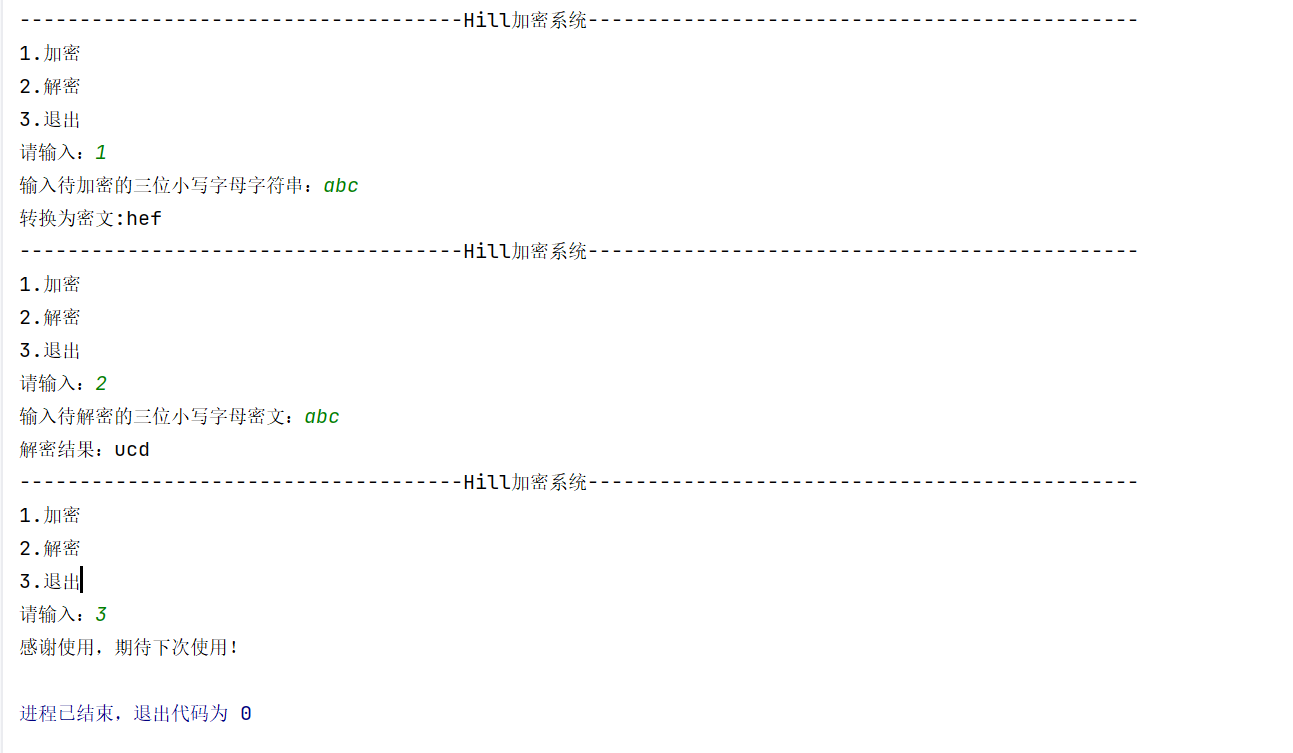 -------------------------------------Hill加密系统----------------------------------------------
1.加密
2.解密
3.退出
请输入：1
输入待加密的三位小写字母字符串：abc
转换为密文:hef
-------------------------------------Hill加密系统----------------------------------------------
1.加密
2.解密
3.退出
请输入：2
输入待解密的三位小写字母密文：abc
解密结果：ucd
-------------------------------------Hill加密系统----------------------------------------------
1.加密
2.解密
3.退出
请输入：3
感谢使用，期待下次使用！
进程已结束，退出代码为 0